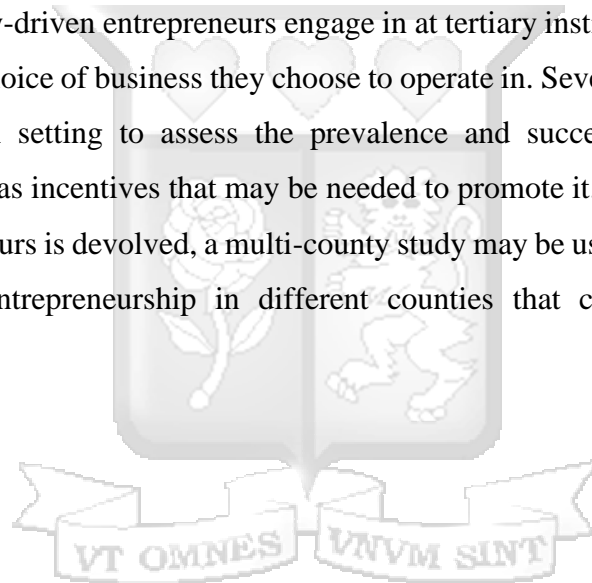 -driven entrepreneurs engage in at tertiary inst
oice of business they choose to operate in. Seve
setting to assess the prevalence and succe
as incentives that may be needed to promote it.
urs is devolved, a multi-county study may be us
ntrepreneurship in different counties that c
VT OMNES VNVM SINT